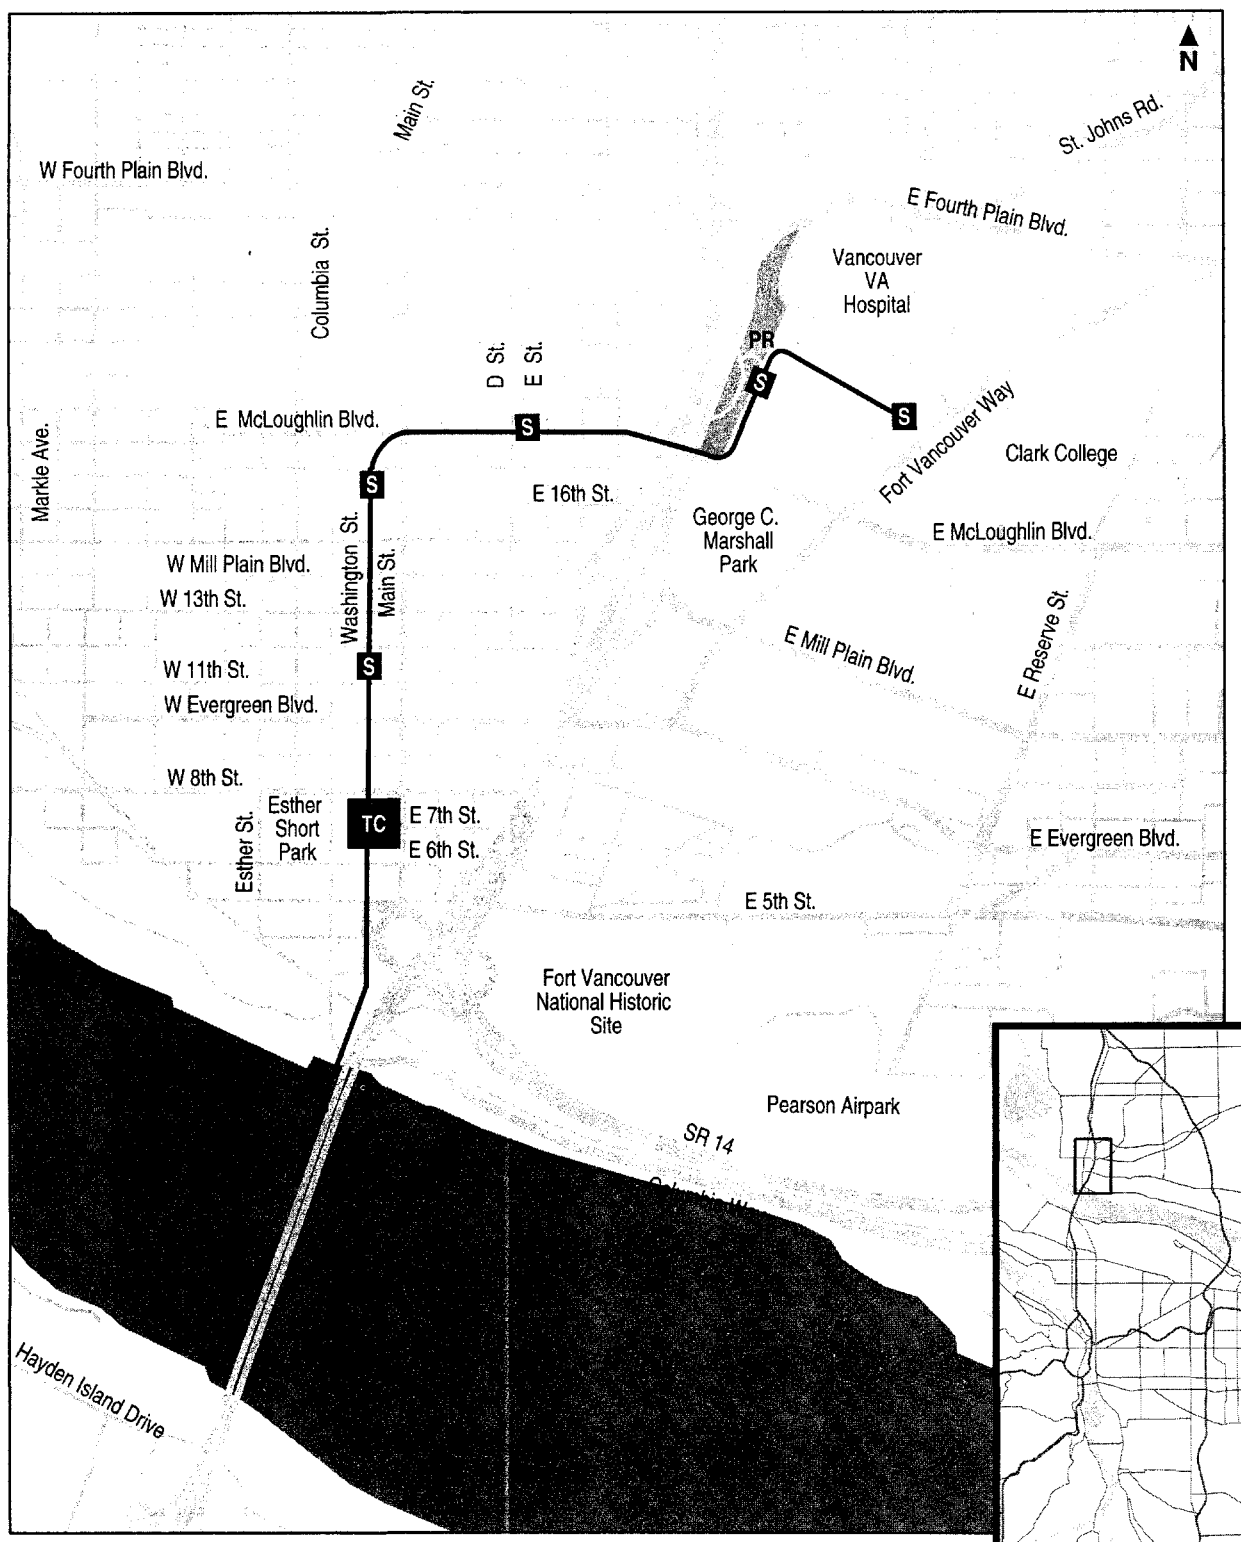 N
Main St.
St. Johns Rd.
W Fourth Plain Blvd.
E Fourth Plain Blvd.
Columbia St.
Vancouver
VA
Hospital
PR
D St.
E St.
S
S
E McLoughlin Blvd.
S
Fort Vancouver Way
Clark College
Markle Ave.
S
E 16th St.
George C.
Marshall
Park
E McLoughlin Blvd.
Washington St.
Main St.
W Mill Plain Blvd.
W 13th St.
E Mill Plain Blvd.
E Reserve St.
W 11th St.
S
W Evergreen Blvd.
W 8th St.
Esther St.
Esther
Short
Park
TC
E 7th St.
E 6th St.
E Evergreen Blvd.
E 5th St.
Fort Vancouver
National Historic
Site
Pearson Airpark
SR 14
Hayden Island Drive